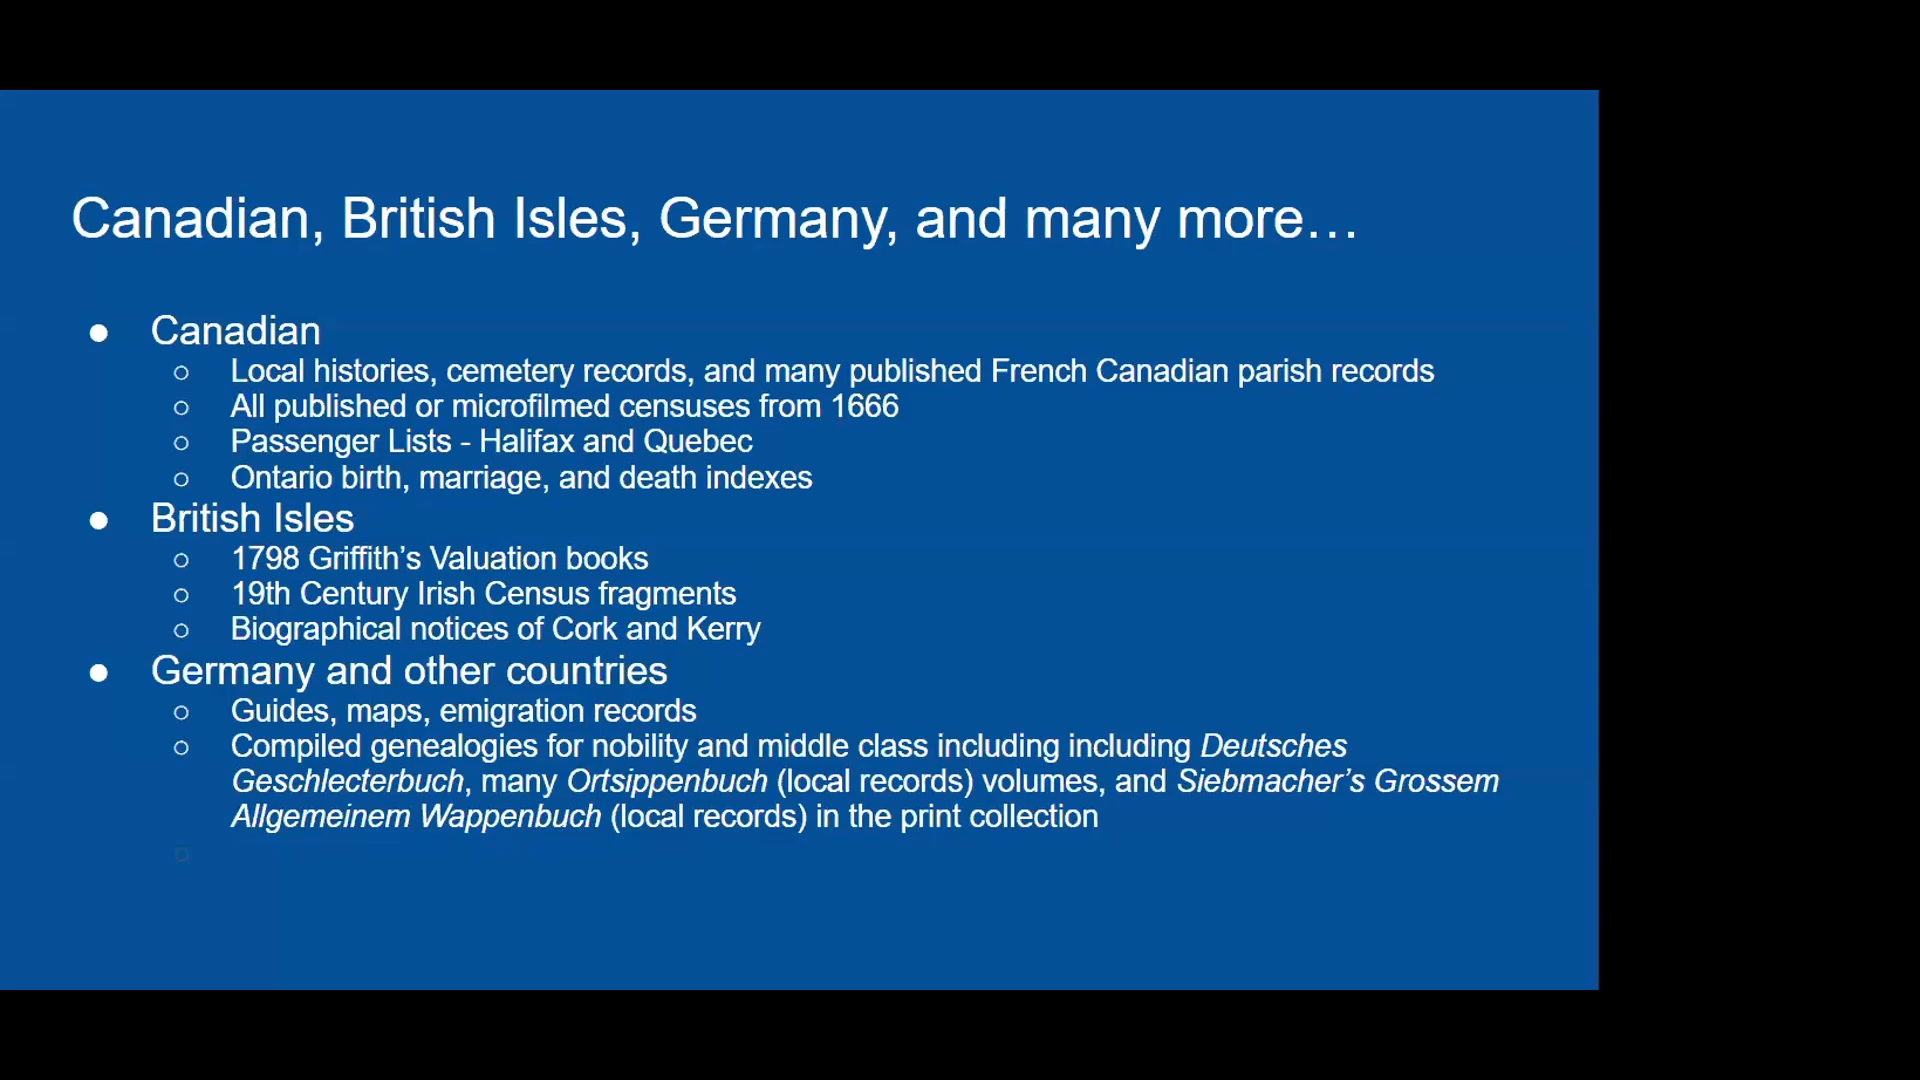 Canadian, British Isles, Germany, and many more…
● Canadian
○ Local histories, cemetery records, and many published French Canadian parish records
○ All published or microfilmed censuses from 1666
○ Passenger Lists - Halifax and Quebec
○ Ontario birth, marriage, and death indexes
● British Isles
○ 1798 Griffith’s Valuation books
○ 19th Century Irish Census fragments
○ Biographical notices of Cork and Kerry
● Germany and other countries
○ Guides, maps, emigration records
○ Compiled genealogies for nobility and middle class including including Deutsches
Geschlecterbuch, many Ortsippenbuch (local records) volumes, and Siebmacher’s Grossem
Allgemeinem Wappenbuch (local records) in the print collection